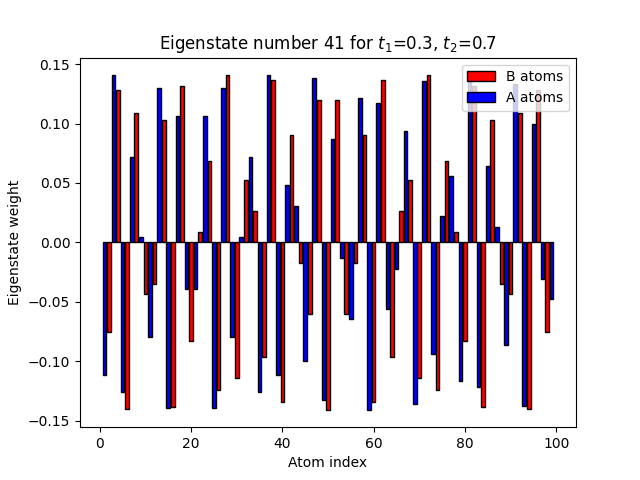 Eigenstate number 41 for t₁=0.3, t₂=0.7
B atoms
A atoms
Eigenstate weight
0.15
0.10
0.05
0.00
−0.05
−0.10
−0.15
0 20 40 60 80 100
Atom index